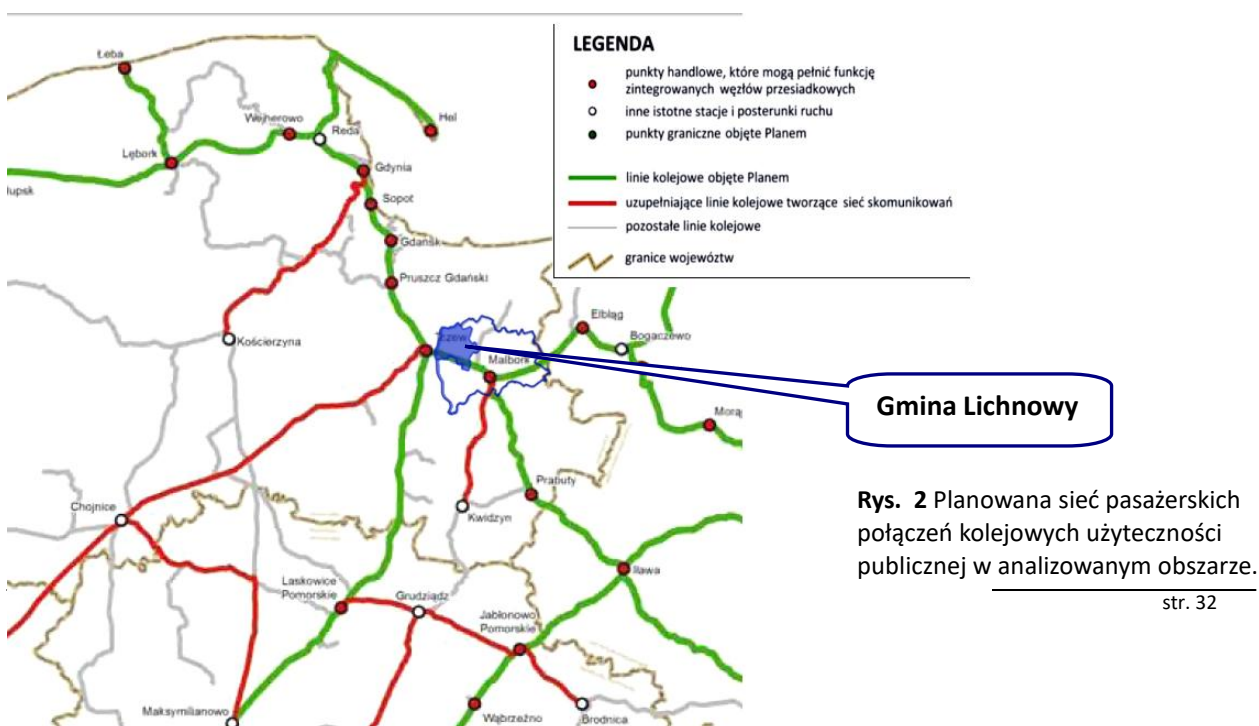 LEGENDA
punkty handlowe, które mogą pełnić funkcję
zintegrowanych węzłów przesiadkowych
inne istotne stacje i posterunki ruchu
punkty graniczne objęte Planem
linie kolejowe objęte Planem
uzupełniające linie kolejowe tworzące sieć skomunikowań
pozostałe linie kolejowe
granice województw
Łeba
Wejherowo
Reda
Hel
Lębork
Gdynia
łupsk
Sopot
Gdańsk
Pruszcz Gdański
Elbląg
Kościerzyna
Bogaczewo
Malbork
Gmina Lichnowy
Chojnice
Prabuty
Kwidzyn
Rys. 2 Planowana sieć pasażerskich
połączeń kolejowych użyteczności
publicznej w analizowanym obszarze.
str. 32
Laskowice
Pomorskie
Grudziądz
Iława
Jabłonowo
Pomorskie
Maksymilianowo
Wąbrzeźno
Brodnica